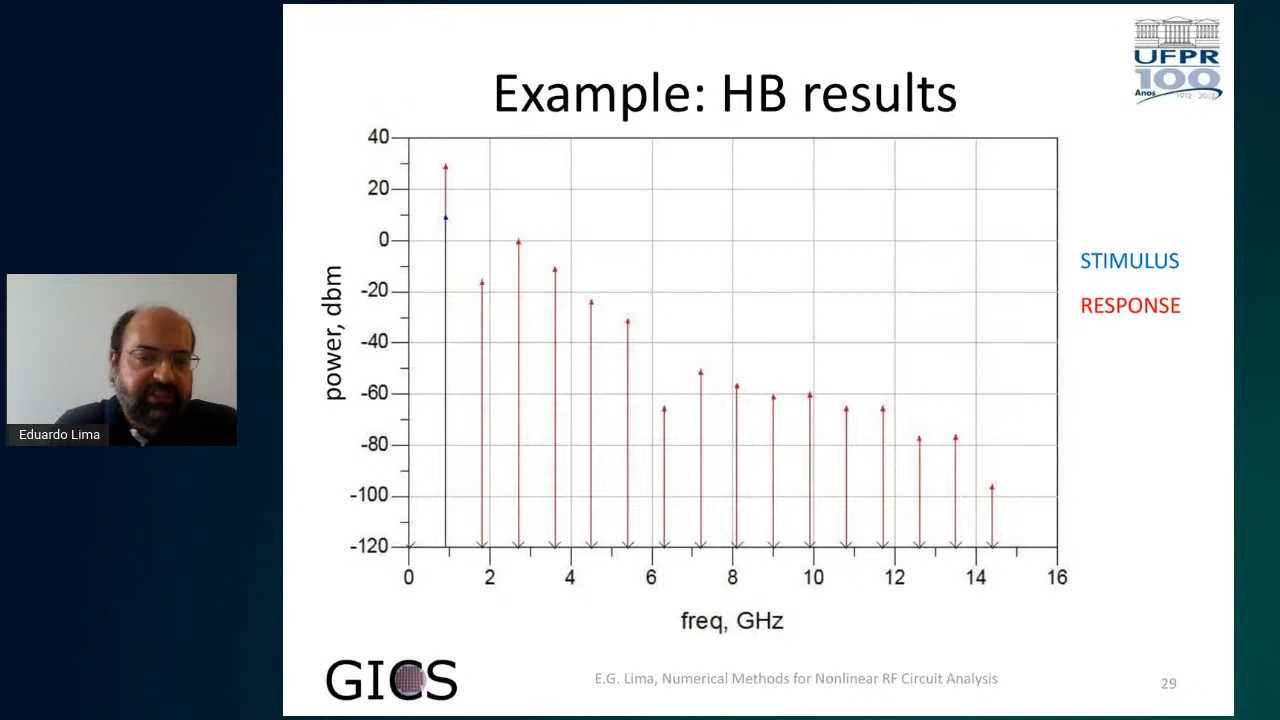 Example: HB results
UFPR
100
Anos 1912-2012
40
20
0
-20
-40
-60
-80
-100
-120
power, dbm
0 2 4 6 8 10 12 14 16
freq, GHz
STIMULUS
RESPONSE
Eduardo Lima
GICS
E.G. Lima, Numerical Methods for Nonlinear RF Circuit Analysis
29